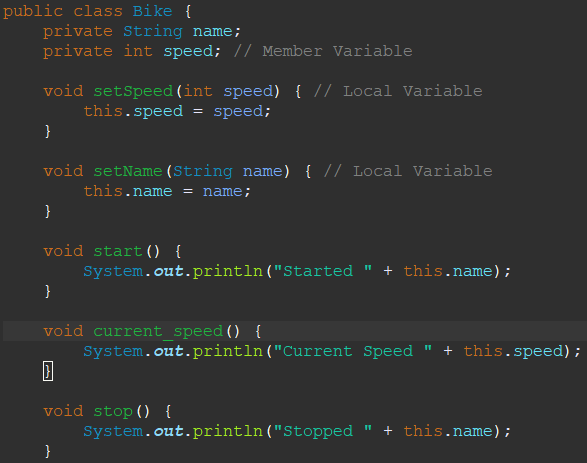 public class Bike {
    private String name;
    private int speed; // Member Variable

    void setSpeed(int speed) { // Local Variable
        this.speed = speed;
    }

    void setName(String name) { // Local Variable
        this.name = name;
    }

    void start() {
        System.out.println("Started " + this.name);
    }

    void current_speed() {
        System.out.println("Current Speed " + this.speed);
    }

    void stop() {
        System.out.println("Stopped " + this.name);
    }